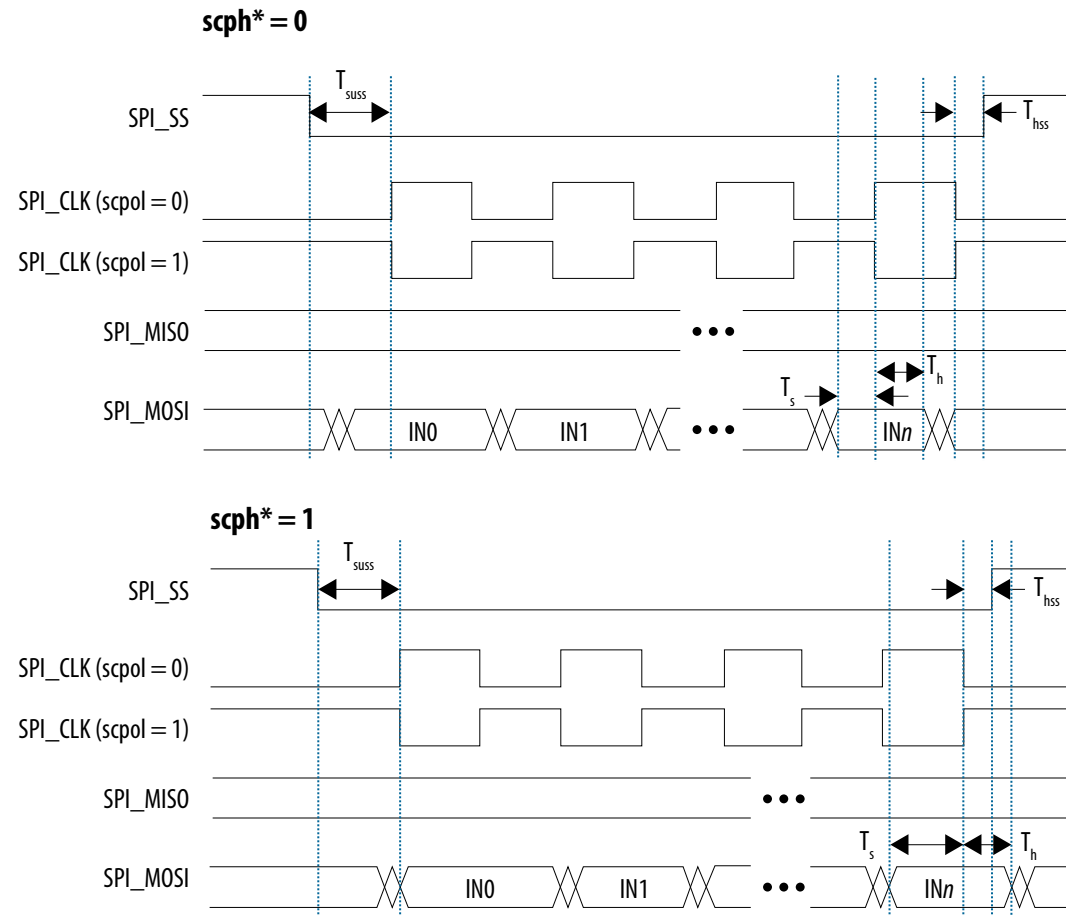 scph* = 0
Tsuss
SPI_SS
Thss
SPI_CLK (scpol = 0)
SPI_CLK (scpol = 1)
SPI_MISO
•••
Th
Ts
SPI_MOSI
IN0
IN1
•••
INn
scph* = 1
Tsuss
SPI_SS
Thss
SPI_CLK (scpol = 0)
SPI_CLK (scpol = 1)
SPI_MISO
•••
Ts
Th
SPI_MOSI
IN0
IN1
•••
INn